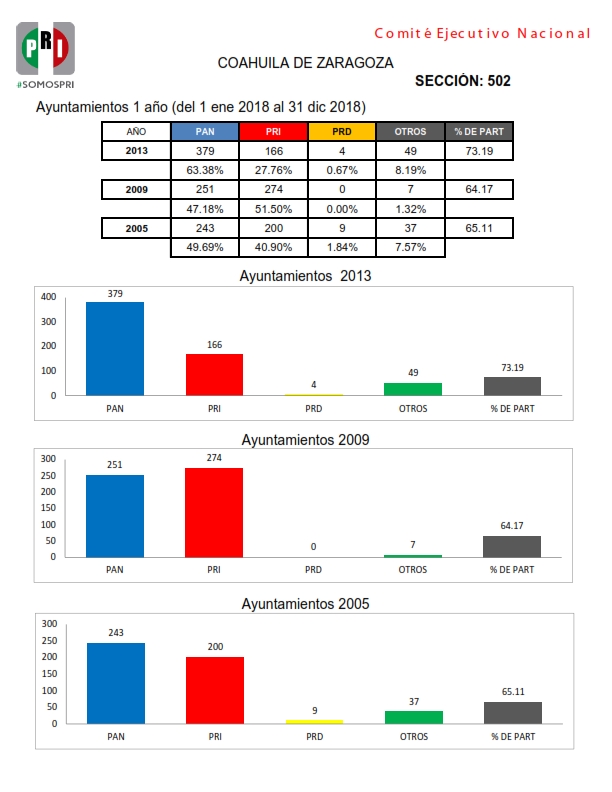 PRI
#SOMOSPRI
Comité Ejecutivo Nacional
COAHUILA DE ZARAGOZA
SECCIÓN: 502
Ayuntamientos 1 año (del 1 ene 2018 al 31 dic 2018)
AÑO PAN PRI PRD OTROS % DE PART
2013 379 166 4 49 73.19
63.38% 27.76% 0.67% 8.19%
2009 251 274 0 7 64.17
47.18% 51.50% 0.00% 1.32%
2005 243 200 9 37 65.11
49.69% 40.90% 1.84% 7.57%
Ayuntamientos 2013
400
300
200
100
0
379
166
4
49
73.19
PAN PRI PRD OTROS % DE PART
Ayuntamientos 2009
300
250
200
150
100
50
0
251
274
0
7
64.17
PAN PRI PRD OTROS % DE PART
Ayuntamientos 2005
300
250
200
150
100
50
0
243
200
9
37
65.11
PAN PRI PRD OTROS % DE PART